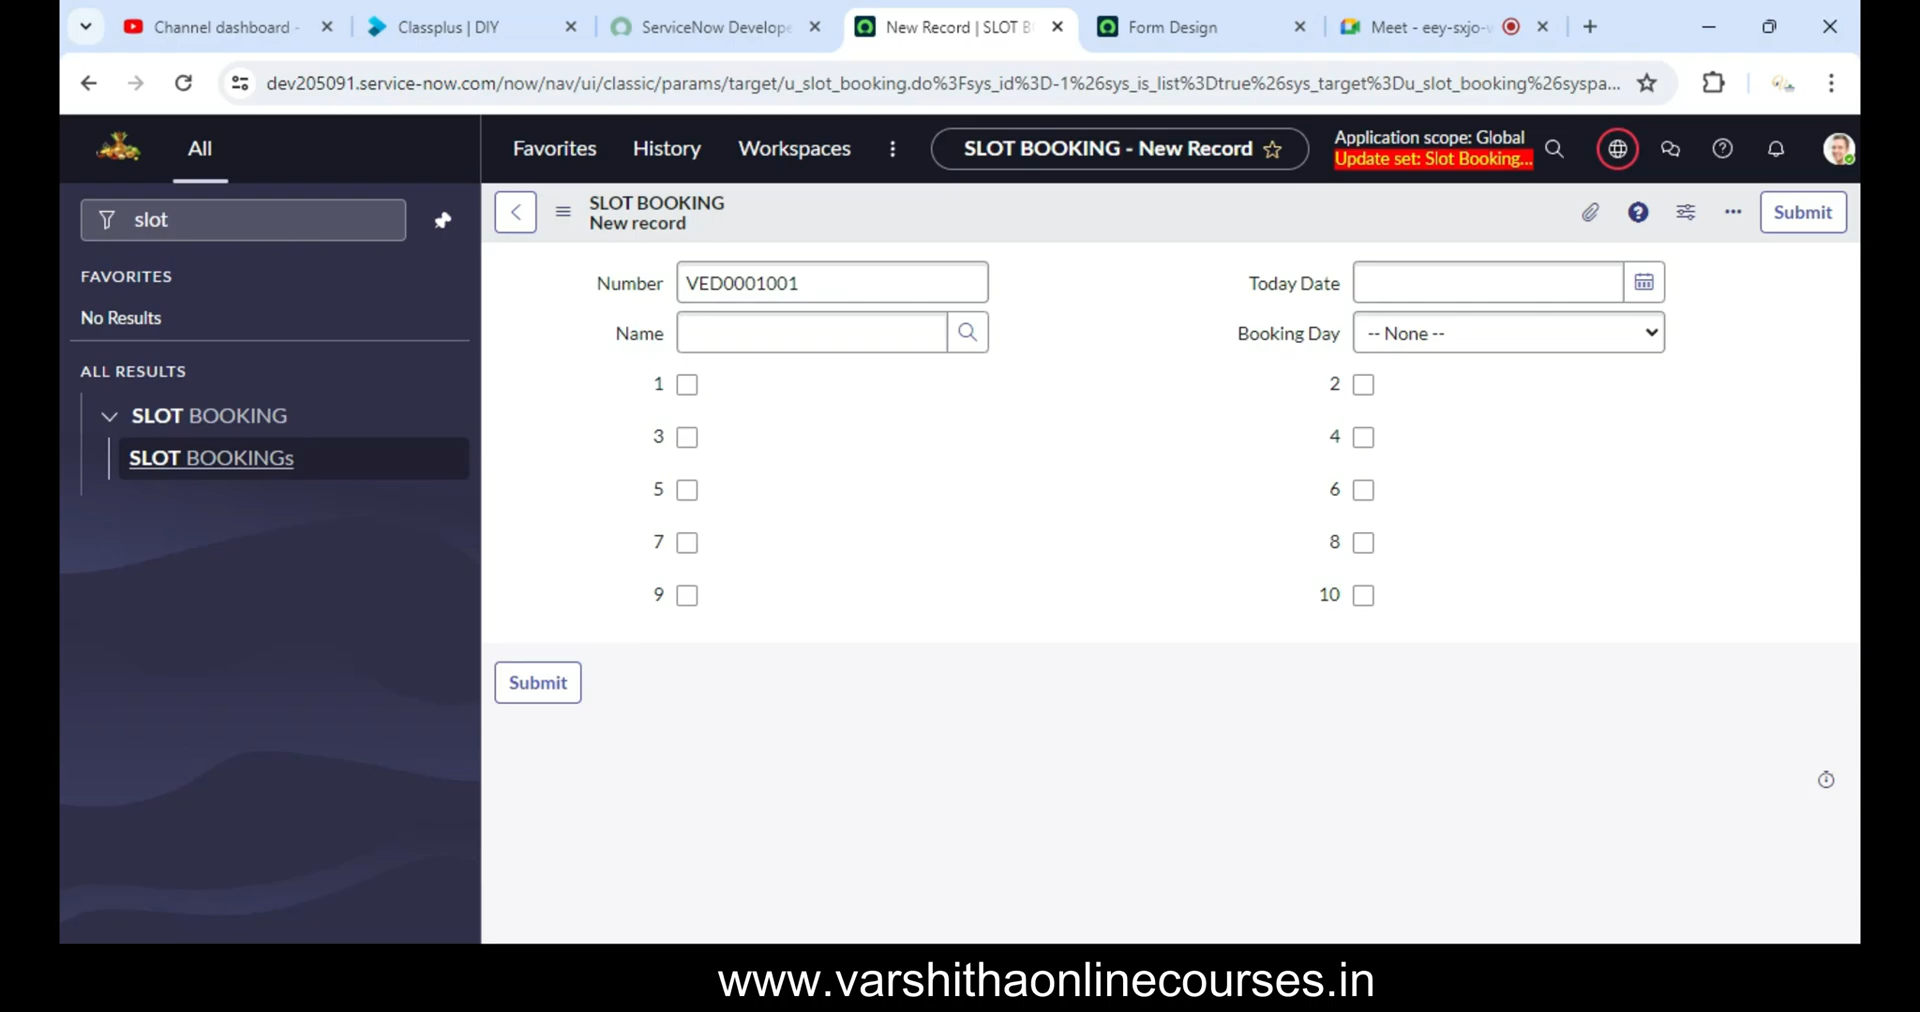 Channel dashboard -
Classplus | DIY
ServiceNow Develope
New Record | SLOT B
Form Design
Meet - eey-sxjo-
dev205091.service-now.com/now/nav/ui/classic/params/target/u_slot_booking.do%3Fsys_id%3D-1%26sys_is_list%3Dtrue%26sys_target%3Du_slot_booking%26syspa...
All
Favorites
History
Workspaces
SLOT BOOKING - New Record
Application scope: Global
Update set: Slot Booking...
slot
FAVORITES
No Results
ALL RESULTS
SLOT BOOKING
SLOT BOOKINGs
SLOT BOOKING
New record
Submit
Number
VED0001001
Today Date
Name
Booking Day
-- None --
1
2
3
4
5
6
7
8
9
10
Submit
www.varshithaonlinecourses.in